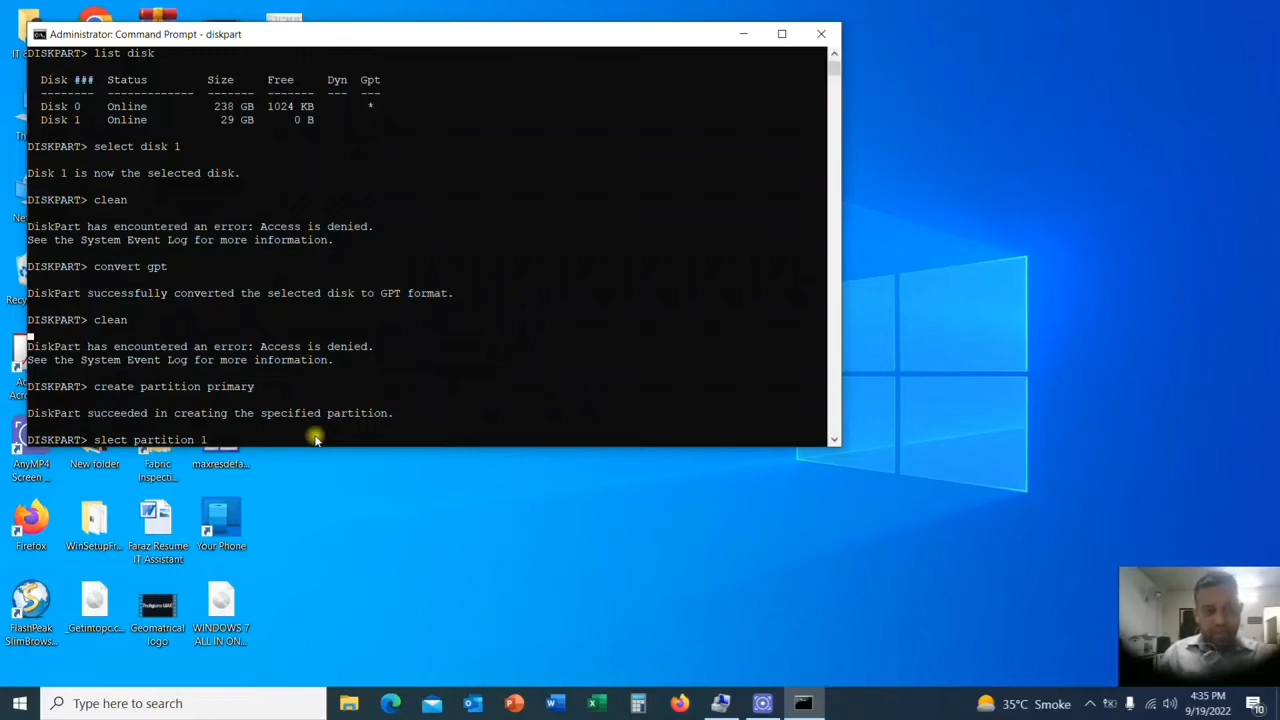 Administrator: Command Prompt - diskpart
DISKPART> list disk
Disk ### Status Size Free Dyn Gpt
-------- ------------- ------- ------- --- ---
Disk 0 Online 238 GB 1024 KB *
Disk 1 Online 29 GB 0 B
DISKPART> select disk 1
Disk 1 is now the selected disk.
DISKPART> clean
DiskPart has encountered an error: Access is denied.
See the System Event Log for more information.
DISKPART> convert gpt
DiskPart successfully converted the selected disk to GPT format.
DISKPART> clean
DiskPart has encountered an error: Access is denied.
See the System Event Log for more information.
DISKPART> create partition primary
DiskPart succeeded in creating the specified partition.
DISKPART> slect partition 1
AnyMP4 Screen ...
New folder
Fabric Inspecti...
maxresdefa...
Firefox
WinSetupFr...
Faraz Resume IT Assistant
Your Phone
FlashPeak SlimBrows...
_Getintopc.c...
Geomatrical logo
WINDOWS 7 ALL IN ON...
Type here to search
35°C Smoke
4:35 PM
9/19/2022
10